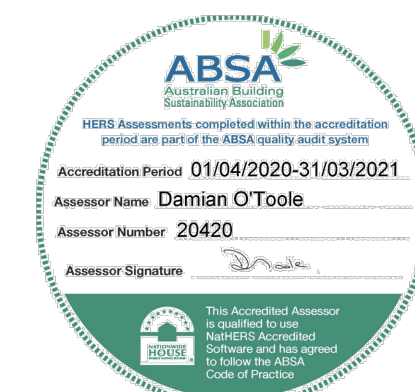 ABSA
Australian Building
Sustainability Association
HERS Assessments completed within the accreditation
period are part of the ABSA quality audit system
Accreditation Period 01/04/2020-31/03/2021
Assessor Name Damian O'Toole
Assessor Number 20420
Assessor Signature
This Accredited Assessor
is qualified to use
NatHERS Accredited
Software and has agreed
to follow the ABSA
Code of Practice
NATIONWIDE
HOUSE